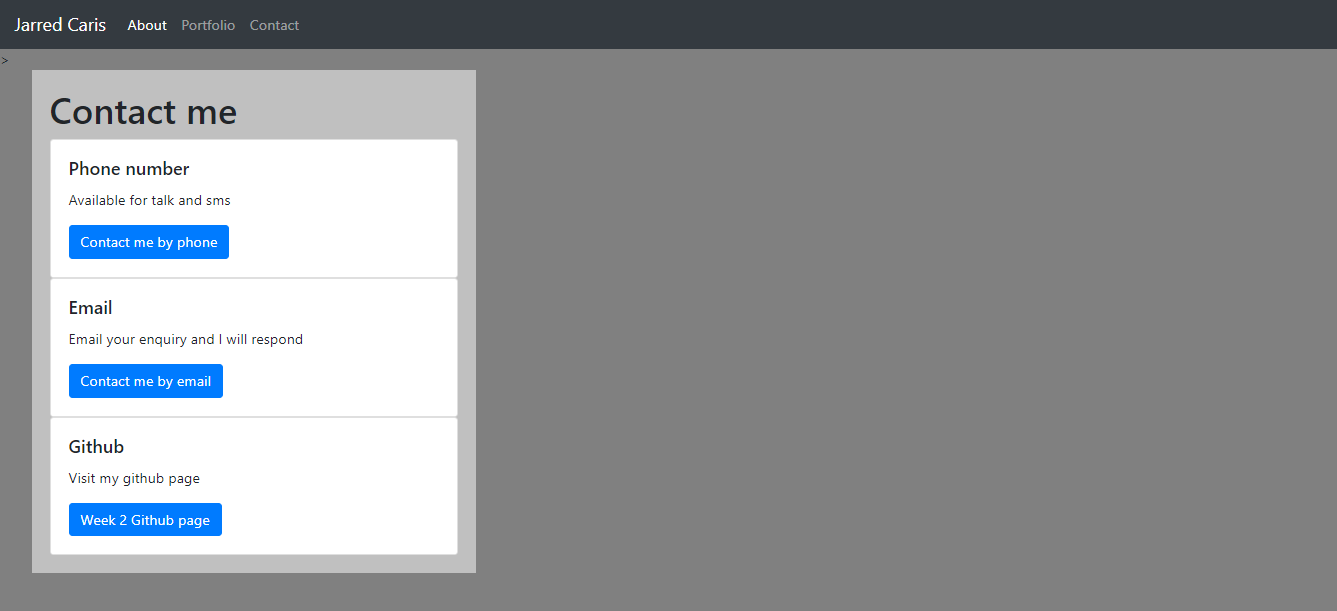 Jarred Caris About Portfolio Contact
>
Contact me
Phone number
Available for talk and sms
Contact me by phone
Email
Email your enquiry and I will respond
Contact me by email
Github
Visit my github page
Week 2 Github page